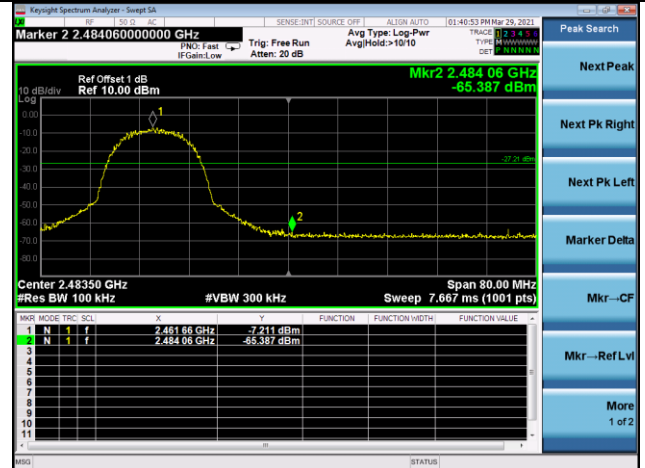 Keysight Spectrum Analyzer - Swept SA
RF 50 Ω AC SENSE:INT SOURCE OFF ALIGN AUTO 01:40:53 PM Mar 29, 2021
Marker 2 2.484060000000 GHz
PNO: Fast
IFGain:Low
Trig: Free Run
Atten: 20 dB
Avg Type: Log-Pwr
Avg|Hold:>10/10
TRACE 1 2 3 4 5 6
TYPE M W W W W W
DET P N N N N N
Peak Search
Next Peak
Next Pk Right
Next Pk Left
Marker Delta
Mkr→CF
Mkr→Ref Lvl
More
1 of 2
Ref Offset 1 dB
10 dB/div Ref 10.00 dBm
Log
Mkr2 2.484 06 GHz
-65.387 dBm
0.00
-10.0
-20.0
-30.0
-40.0
-50.0
-60.0
-70.0
-80.0
1
-27.21 dBm
2
Center 2.48350 GHz Span 80.00 MHz
#Res BW 100 kHz #VBW 300 kHz Sweep 7.667 ms (1001 pts)
MKR MODE TRC SCL X Y FUNCTION FUNCTION WIDTH FUNCTION VALUE
1 N 1 f 2.461 66 GHz -7.211 dBm
2 N 1 f 2.484 06 GHz -65.387 dBm
3
4
5
6
7
8
9
10
11
MSG STATUS